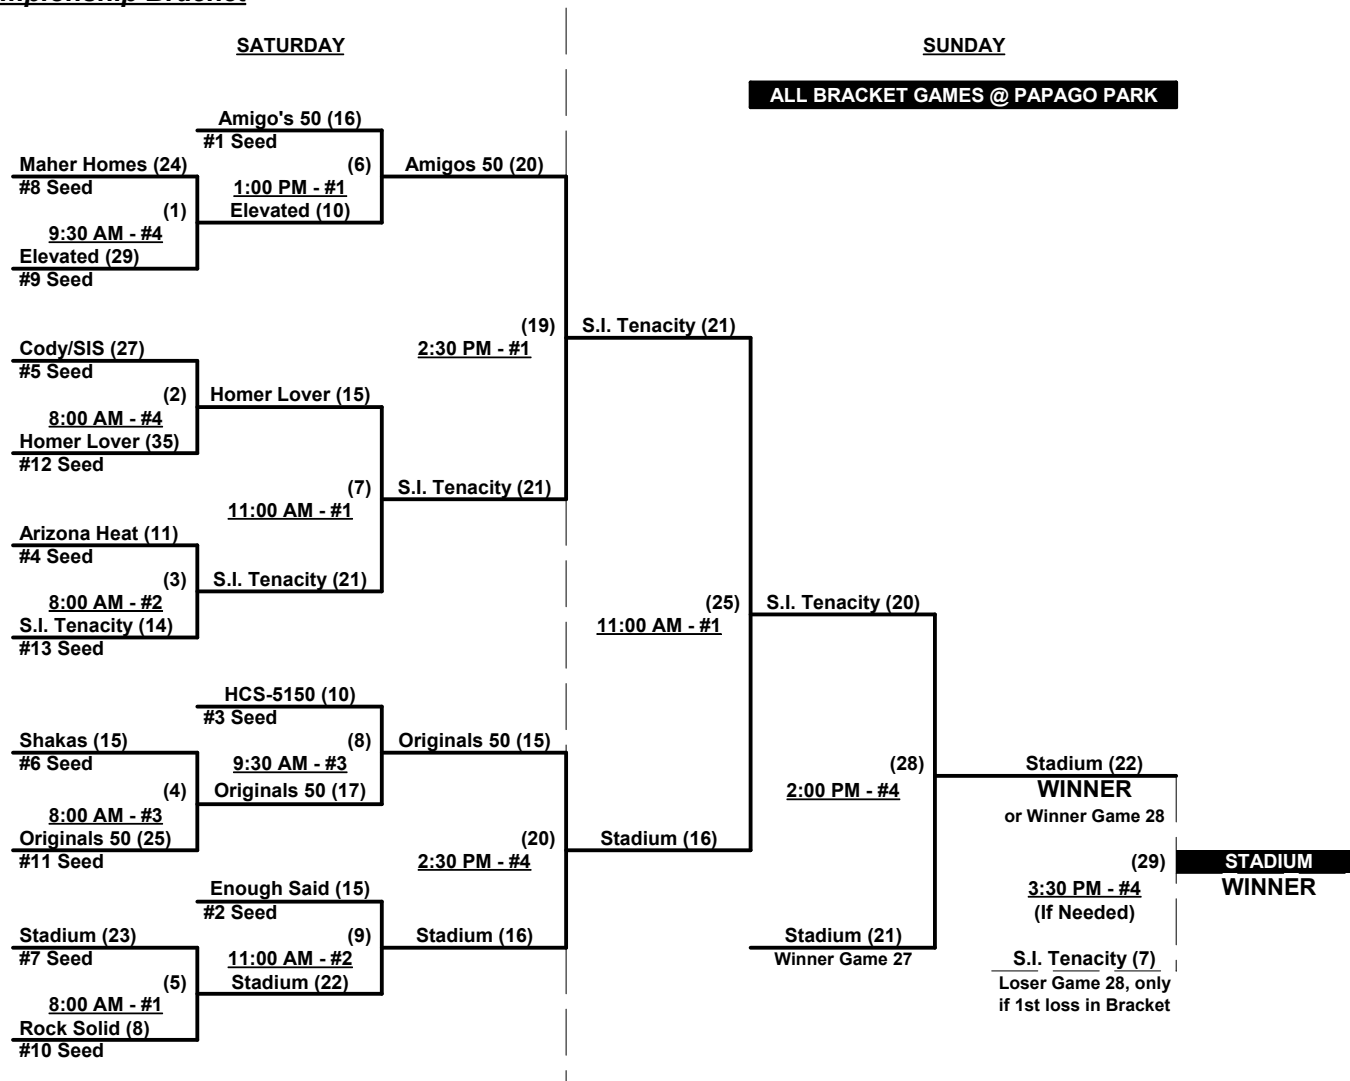 SATURDAY
SUNDAY
ALL BRACKET GAMES @ PAPAGO PARK
Amigo's 50 (16)
#1 Seed
Maher Homes (24)
#8 Seed
(6)
1:00 PM - #1
Amigos 50 (20)
(1)
9:30 AM - #4
Elevated (10)
Elevated (29)
#9 Seed
(19)
2:30 PM - #1
S.I. Tenacity (21)
Cody/SIS (27)
#5 Seed
(2)
8:00 AM - #4
Homer Lover (15)
Homer Lover (35)
#12 Seed
(7)
11:00 AM - #1
S.I. Tenacity (21)
Arizona Heat (11)
#4 Seed
(3)
8:00 AM - #2
S.I. Tenacity (21)
S.I. Tenacity (14)
#13 Seed
(25)
11:00 AM - #1
S.I. Tenacity (20)
HCS-5150 (10)
#3 Seed
Shakas (15)
#6 Seed
(8)
9:30 AM - #3
Originals 50 (15)
(4)
8:00 AM - #3
Originals 50 (17)
Originals 50 (25)
#11 Seed
(20)
2:30 PM - #4
Stadium (16)
(28)
2:00 PM - #4
Stadium (22)
WINNER
or Winner Game 28
(29)
3:30 PM - #4
(If Needed)
STADIUM
WINNER
Enough Said (15)
#2 Seed
Stadium (23)
#7 Seed
(9)
11:00 AM - #2
Stadium (16)
Stadium (21)
Winner Game 27
S.I. Tenacity (7)
Loser Game 28, only
if 1st loss in Bracket
(5)
8:00 AM - #1
Stadium (22)
Rock Solid (8)
#10 Seed